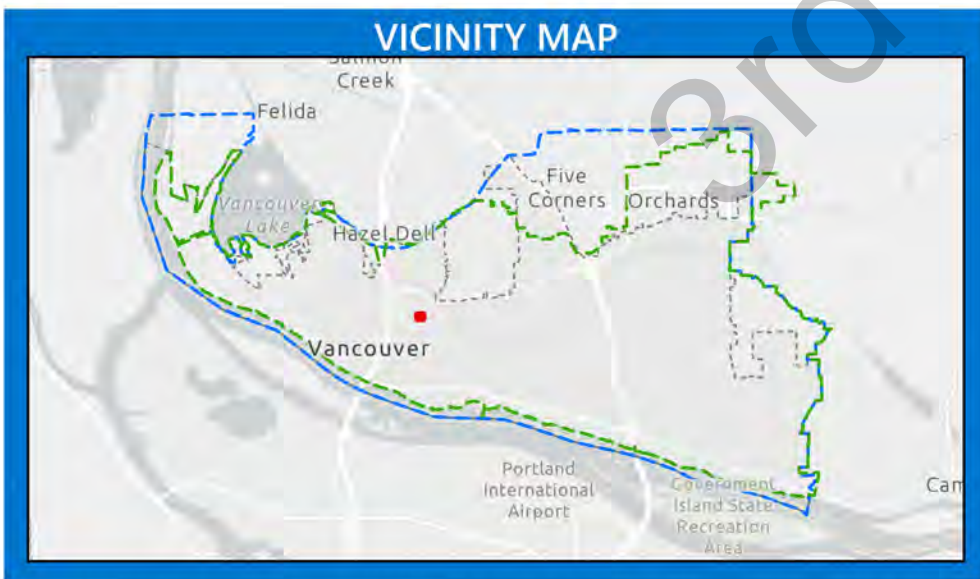 VICINITY MAP
3rd
Salmon
Creek
Felida
Five
Corners
Orchards
Vancouver
Lake
Hazel Dell
Vancouver
Portland
International
Airport
Government
Island State
Recreation
Area
Cam